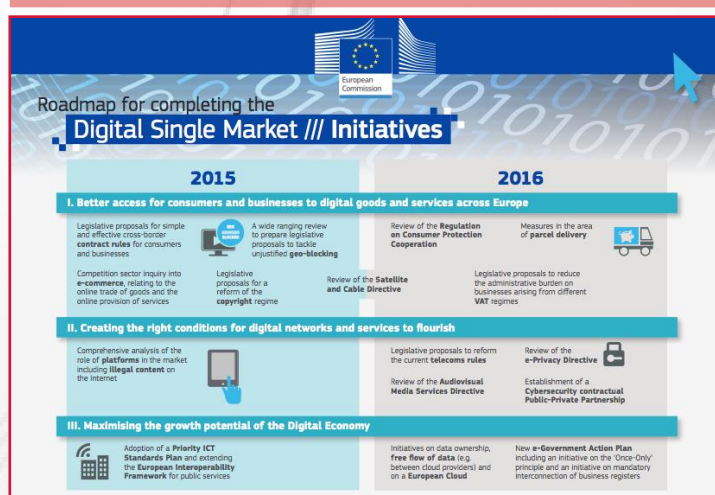 European
Commission
Roadmap for completing the
Digital Single Market /// Initiatives
2015
2016
I. Better access for consumers and businesses to digital goods and services across Europe
Legislative proposals for simple
and effective cross-border
contract rules for consumers
and businesses
A wide ranging review
to prepare legislative
proposals to tackle
unjustified geo-blocking
Review of the Regulation
on Consumer Protection
Cooperation
Measures in the area
of parcel delivery
Competition sector inquiry into
e-commerce, relating to the
online trade of goods and the
online provision of services
Legislative
proposals for a
reform of the
copyright regime
Review of the Satellite
and Cable Directive
Legislative proposals to reduce
the administrative burden on
businesses arising from different
VAT regimes
II. Creating the right conditions for digital networks and services to flourish
Comprehensive analysis of the
role of platforms in the market
including illegal content on
the Internet
Legislative proposals to reform
the current telecoms rules
Review of the
e-Privacy Directive
Review of the Audiovisual
Media Services Directive
Establishment of a
Cybersecurity contractual
Public-Private Partnership
III. Maximising the growth potential of the Digital Economy
Adoption of a Priority ICT
Standards Plan and extending
the European Interoperability
Framework for public services
Initiatives on data ownership,
free flow of data (e.g.
between cloud providers) and
on a European Cloud
New e-Government Action Plan
including an initiative on the 'Once-Only'
principle and an initiative on mandatory
interconnection of business registers